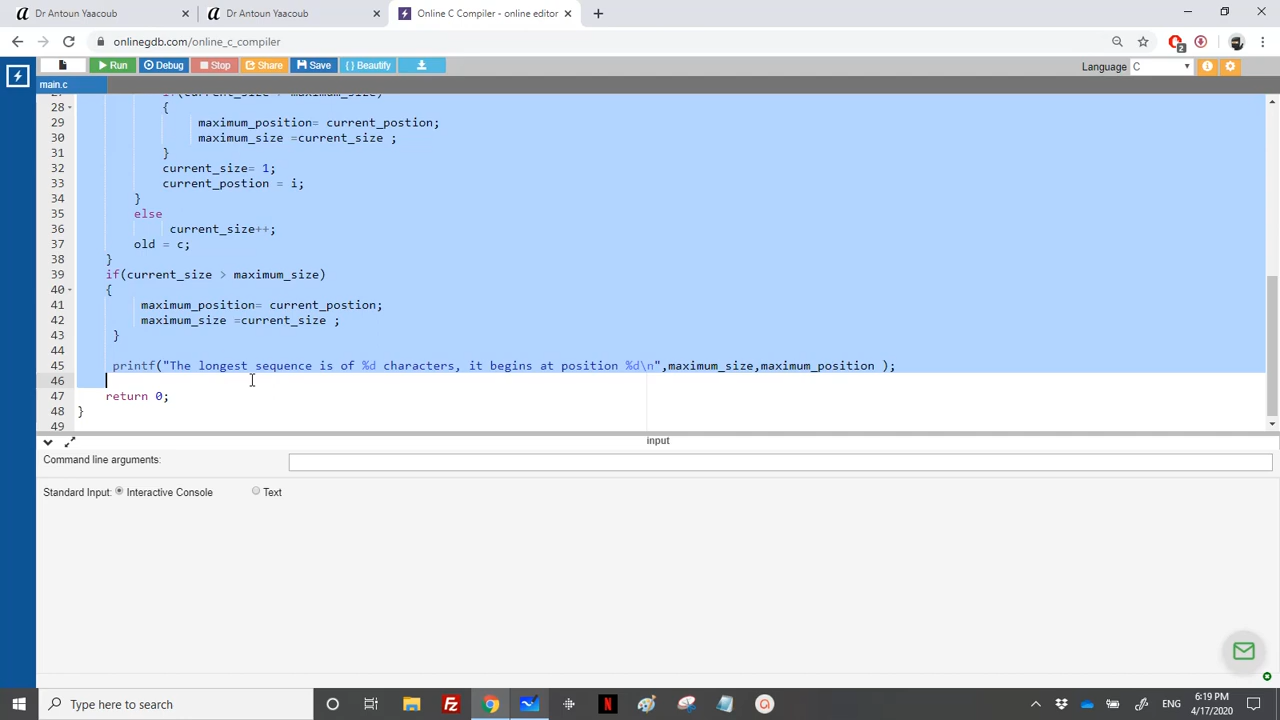 Dr Antoun Yaacoub
Dr Antoun Yaacoub
Online C Compiler - online editor
onlinegdb.com/online_c_compiler
2
Run
Debug
Stop
Share
Save
{ } Beautify
Language
C
main.c
28
{
29 maximum_position= current_postion;
30 maximum_size =current_size ;
31 }
32 current_size= 1;
33 current_postion = i;
34 }
35 else
36 current_size++;
37 old = c;
38 }
39 if(current_size > maximum_size)
40 {
41 maximum_position= current_postion;
42 maximum_size =current_size ;
43 }
44
45 printf("The longest sequence is of %d characters, it begins at position %d\n",maximum_size,maximum_position );
46
47 return 0;
48 }
49
input
Command line arguments:
Standard Input:
Interactive Console
Text
Type here to search
ENG
6:19 PM
4/17/2020